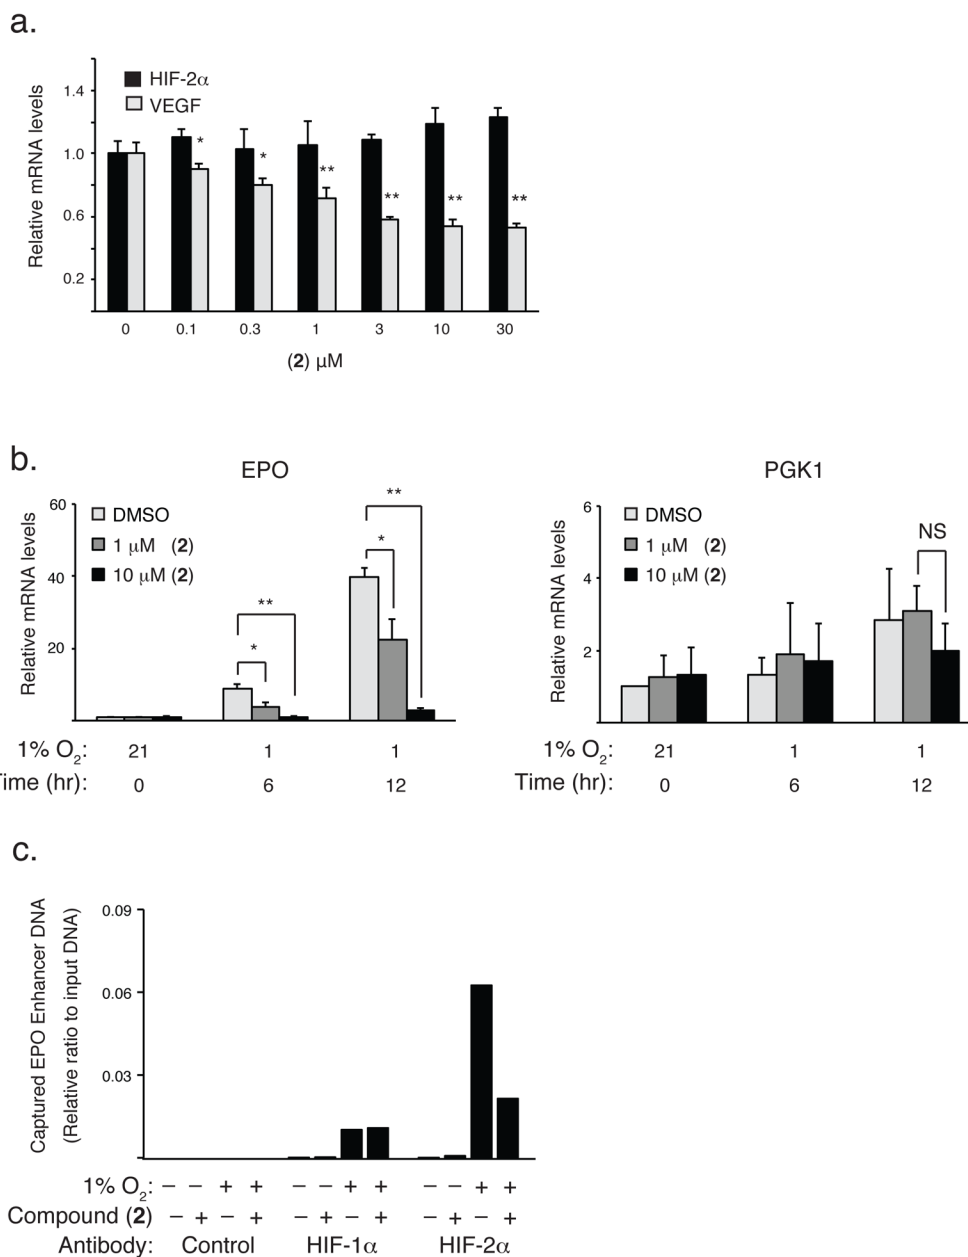 a.
HIF-2α
VEGF
Relative mRNA levels
1.4
1.0
0.6
0.2
* * ** ** ** **
0 0.1 0.3 1 3 10 30
(2) µM
b.
EPO
Relative mRNA levels
60
40
20
DMSO
1 µM (2)
10 µM (2)
* ** * **
1% O2: 21 1 1
Time (hr): 0 6 12
PGK1
Relative mRNA levels
6
4
2
DMSO
1 µM (2)
10 µM (2)
NS
1% O2: 21 1 1
Time (hr): 0 6 12
c.
Captured EPO Enhancer DNA
(Relative ratio to input DNA)
0.09
0.06
0.03
1% O2: – – + + – – + + – – + +
Compound (2) – + – + – + – + – + – +
Antibody: Control HIF-1α HIF-2α